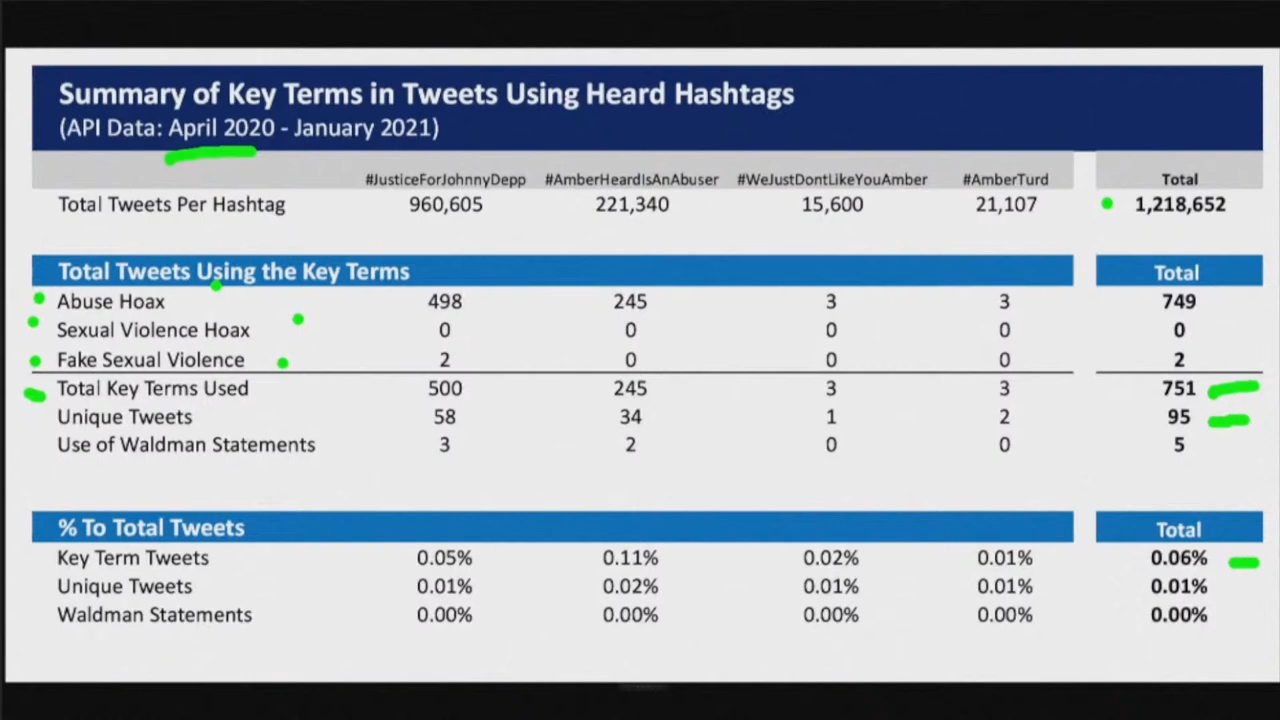 Summary of Key Terms in Tweets Using Heard Hashtags
(API Data: April 2020 - January 2021)
#JusticeForJohnnyDepp #AmberHeardIsAnAbuser #WeJustDontLikeYouAmber #AmberTurd Total
Total Tweets Per Hashtag 960,605 221,340 15,600 21,107 1,218,652
Total Tweets Using the Key Terms Total
Abuse Hoax 498 245 3 3 749
Sexual Violence Hoax 0 0 0 0 0
Fake Sexual Violence 2 0 0 0 2
Total Key Terms Used 500 245 3 3 751
Unique Tweets 58 34 1 2 95
Use of Waldman Statements 3 2 0 0 5
% To Total Tweets Total
Key Term Tweets 0.05% 0.11% 0.02% 0.01% 0.06%
Unique Tweets 0.01% 0.02% 0.01% 0.01% 0.01%
Waldman Statements 0.00% 0.00% 0.00% 0.00% 0.00%